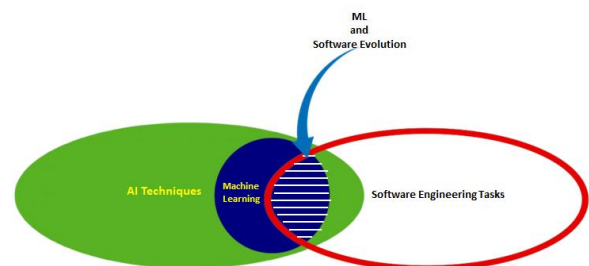 ML
and
Software Evolution
AI Techniques
Machine
Learning
Software Engineering Tasks